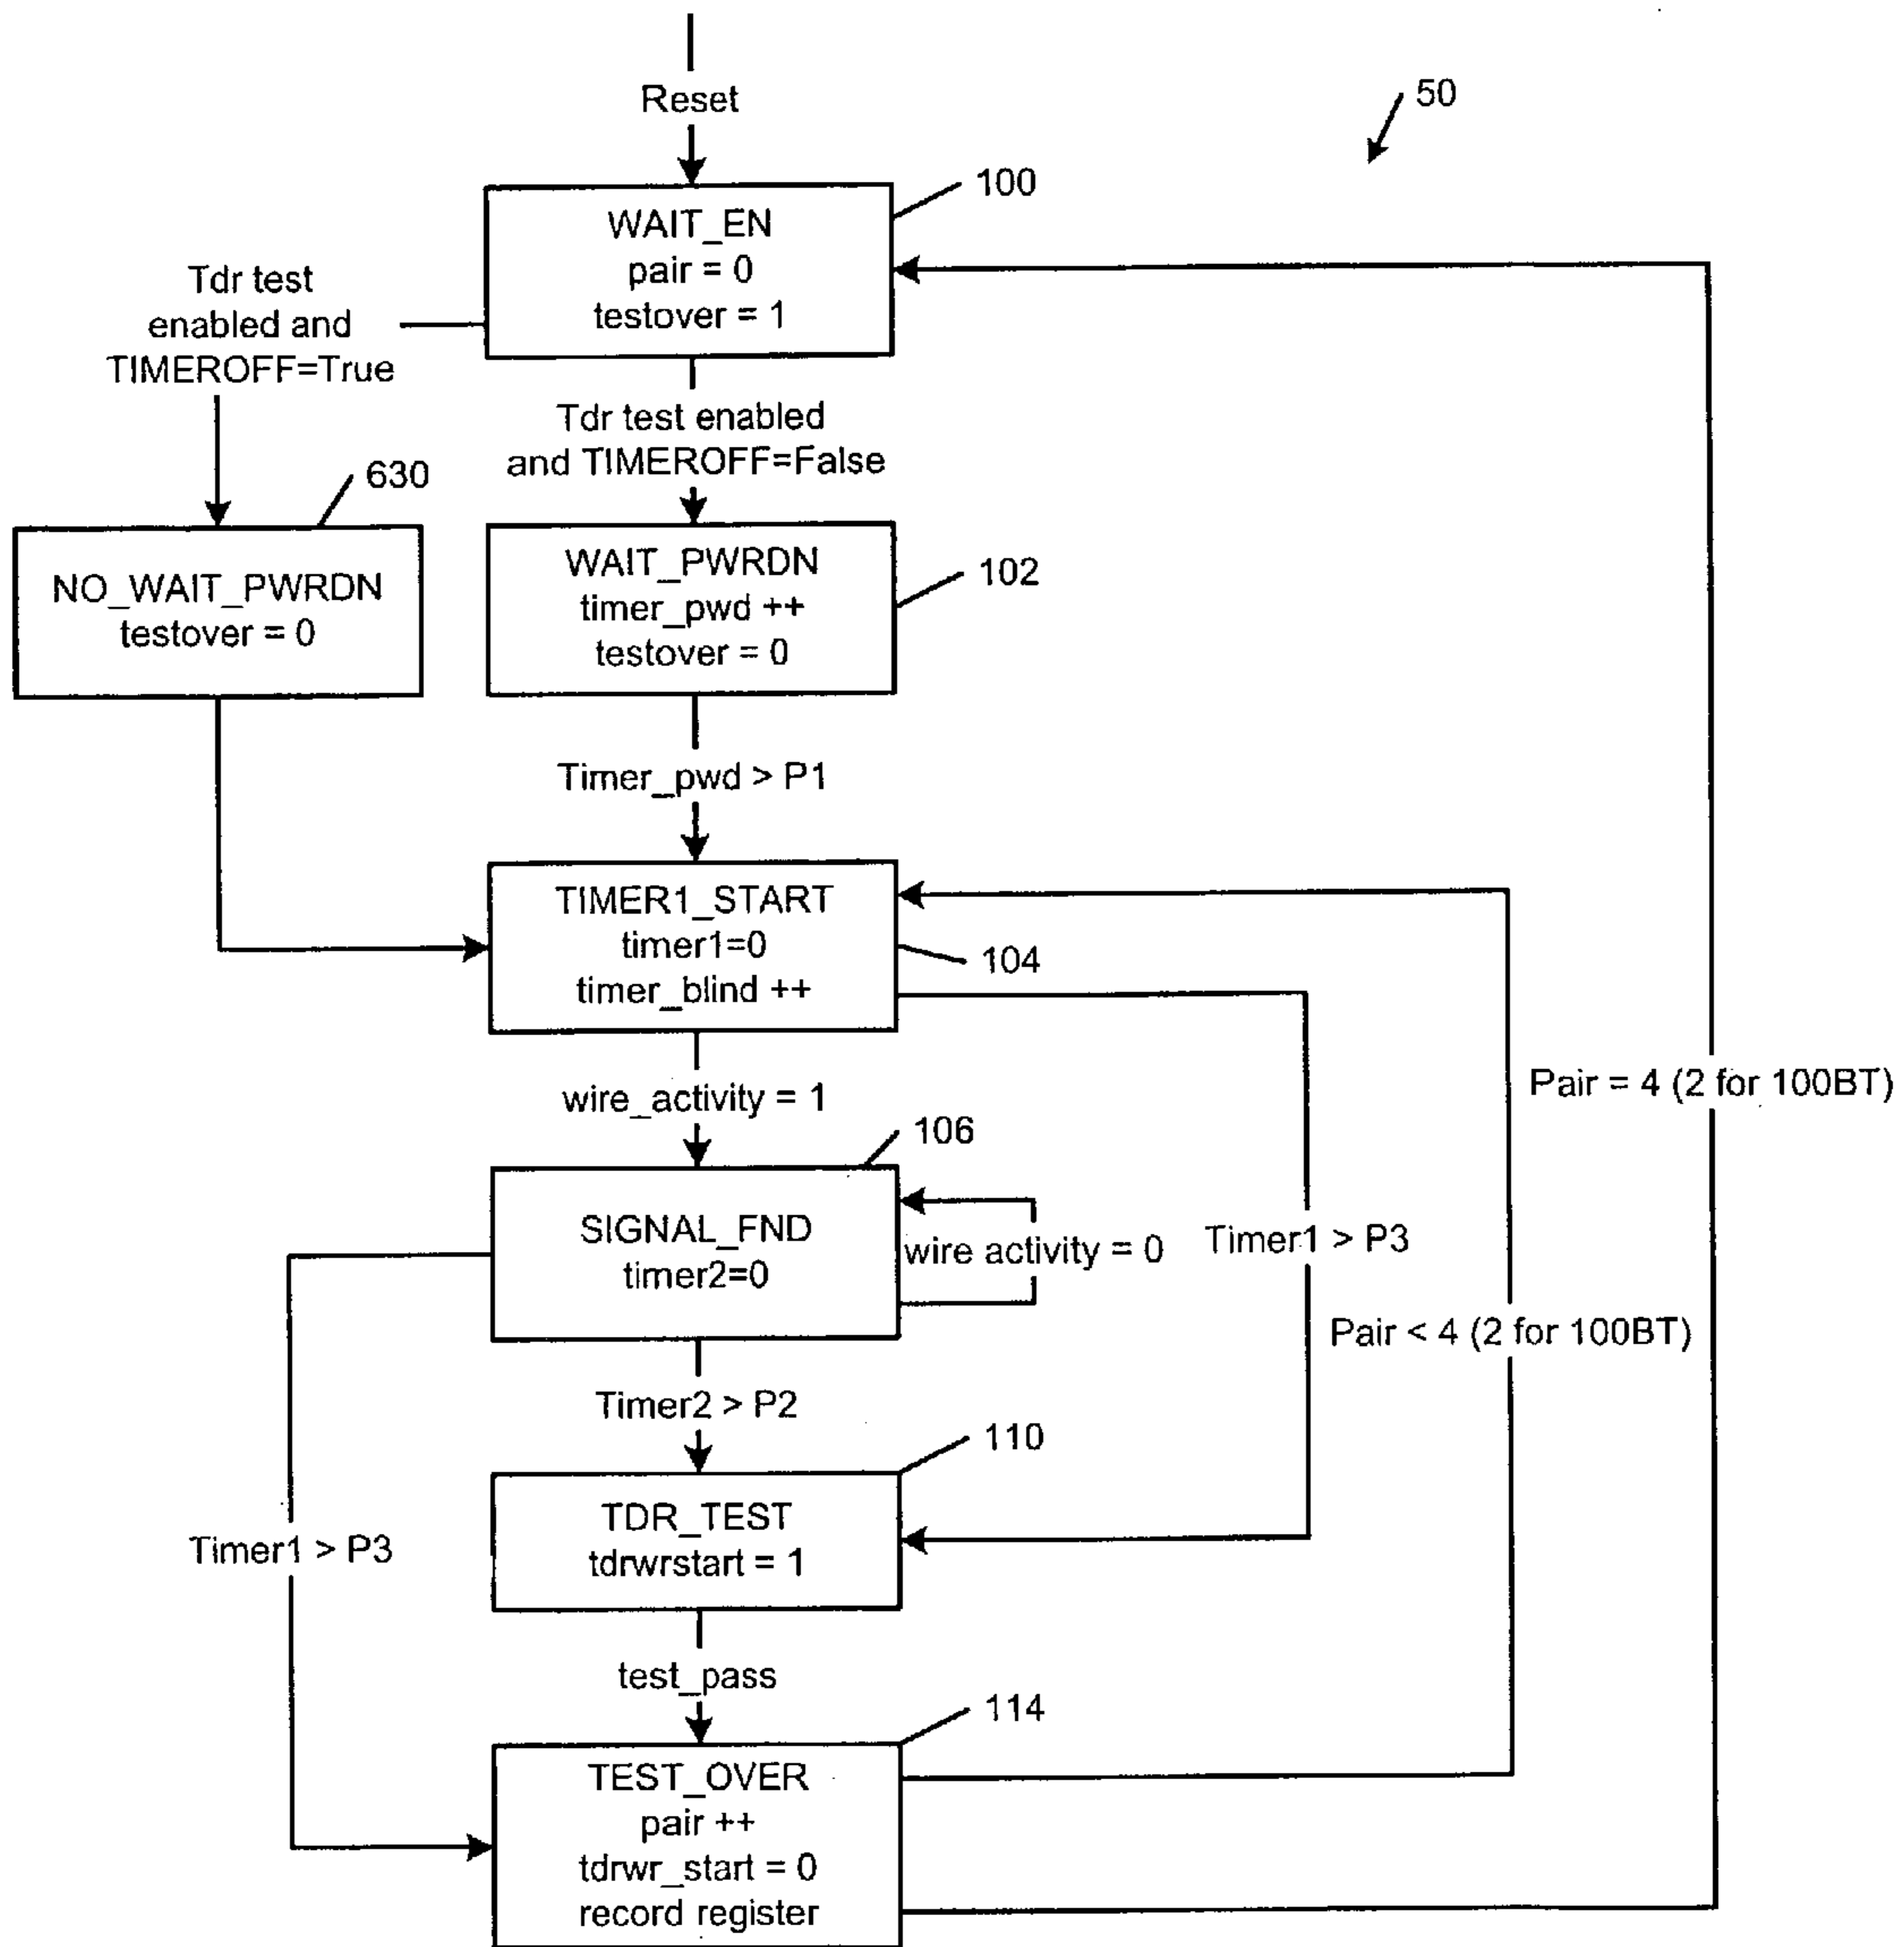 Reset
50
100
WAIT_EN
pair = 0
testover = 1
Tdr test
enabled and
TIMEROFF=True
Tdr test enabled
and TIMEROFF=False
630
NO_WAIT_PWRDN
testover = 0
WAIT_PWRDN
timer_pwd ++
testover = 0
102
Timer_pwd > P1
TIMER1_START
timer1=0
timer_blind ++
104
wire_activity = 1
Pair = 4 (2 for 100BT)
106
SIGNAL_FND
timer2=0
wire activity = 0
Timer1 > P3
Pair < 4 (2 for 100BT)
Timer2 > P2
110
TDR_TEST
tdrwrstart = 1
Timer1 > P3
test_pass
114
TEST_OVER
pair ++
tdrwr_start = 0
record register